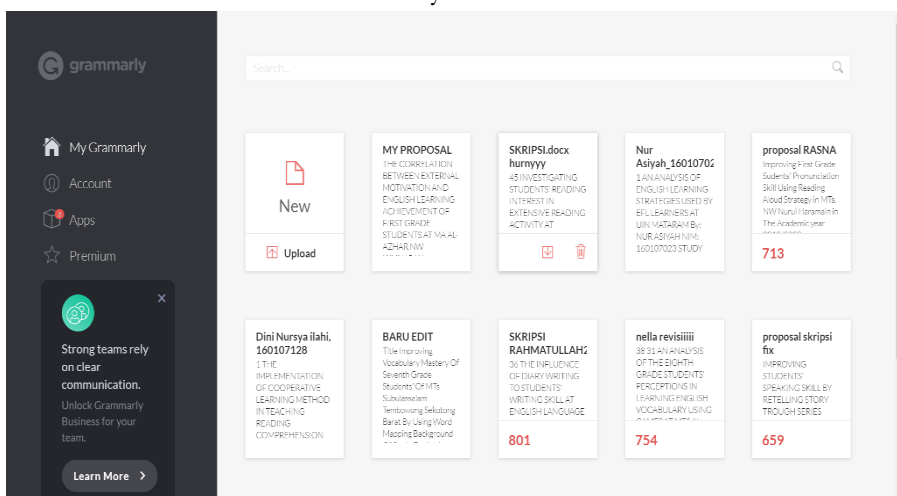 grammarly
Search...
My Grammarly
Account
2
Apps
Premium
x
Strong teams rely
on clear
communication.
Unlock Grammarly
Business for your
team.
Learn More >
New
Upload
MY PROPOSAL
THE CORRELATION
BETWEEN EXTERNAL
MOTIVATION AND
ENGLISH LEARNING
ACHIEVEMENT OF
FIRST GRADE
STUDENTS AT MA AL-
AZHAR NW
SKRIPSI.docx
hurnyyy
45 INVESTIGATING
STUDENTS' READING
INTEREST IN
EXTENSIVE READING
ACTIVITY AT
Nur
Asiyah_16010702
1 AN ANALYSIS OF
ENGLISH LEARNING
STRATEGIES USED BY
EFL LEARNERS AT
UIN MATARAM By:
NUR ASIYAH NIM:
160107023 STUDY
proposal RASNA
Improving First Grade
Sudents' Pronunciation
Skill Using Reading
Aloud Strategy in MTs.
NW Nurul Haramain in
The Academic year
713
Dini Nursya ilahi,
160107128
1 THE
IMPLEMENTATION
OF COOPERATIVE
LEARNING METHOD
IN TEACHING
READING
COMPREHENSION
BARU EDIT
Title Improving
Vocabulary Mastery Of
Seventh Grade
Students' Of MTs
Subulassalam
Tembowong Sekotong
Barat By Using Word
Mapping Background
SKRIPSI
RAHMATULLAH2
36 THE INFLUENCE
OF DIARY WRITING
TO STUDENTS'
WRITING SKILL AT
ENGLISH LANGUAGE
801
nella revisiiiii
38 31 AN ANALYSIS
OF THE EIGHTH
GRADE STUDENTS'
PERCEPTIONS IN
LEARNING ENGLISH
VOCABULARY USING
754
proposal skripsi
fix
IMPROVING
STUDENTS'
SPEAKING SKILL BY
RETELLING STORY
TROUGH SERIES
659